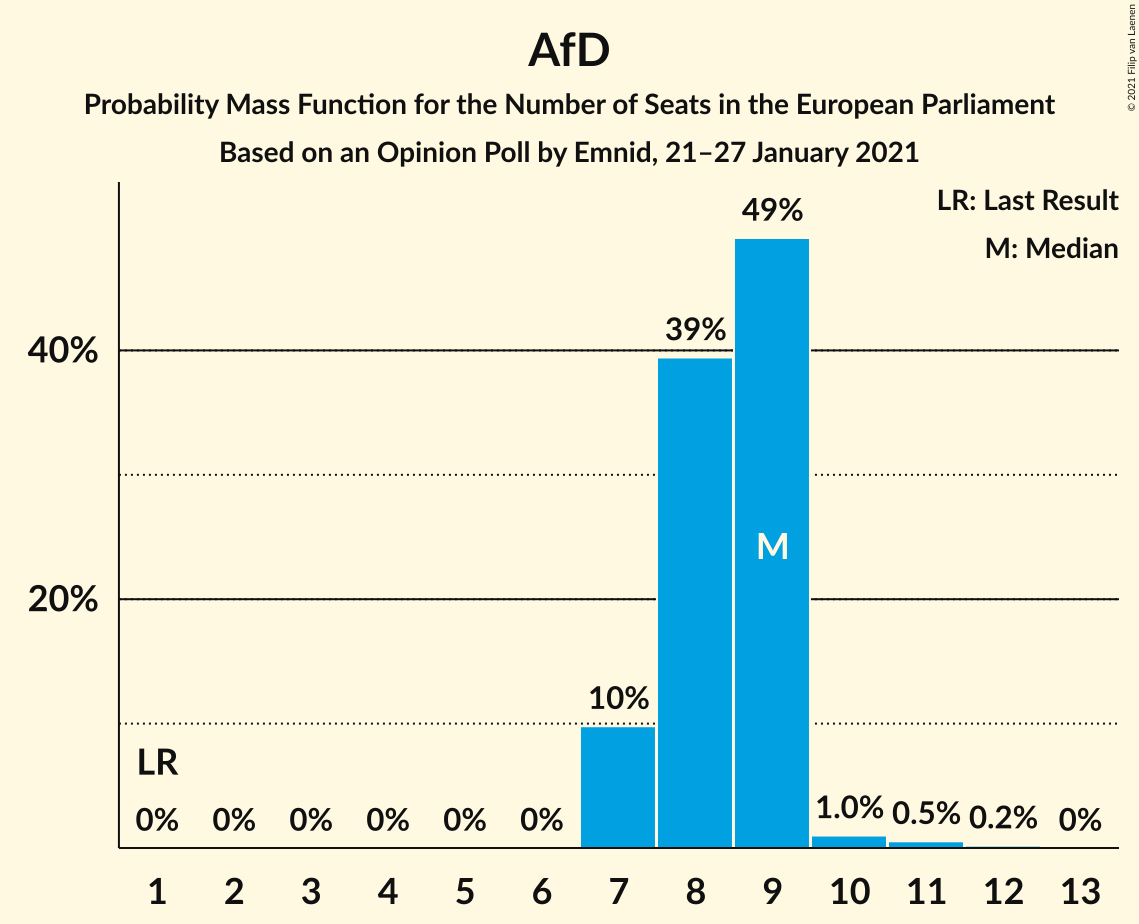 AfD
Probability Mass Function for the Number of Seats in the European Parliament
Based on an Opinion Poll by Emnid, 21–27 January 2021
© 2021 Filip van Laenen
LR: Last Result
M: Median
49%
39%
40%
M
20%
10%
LR
0% 0% 0% 0% 0% 0% 1.0% 0.5% 0.2% 0%
1 2 3 4 5 6 7 8 9 10 11 12 13